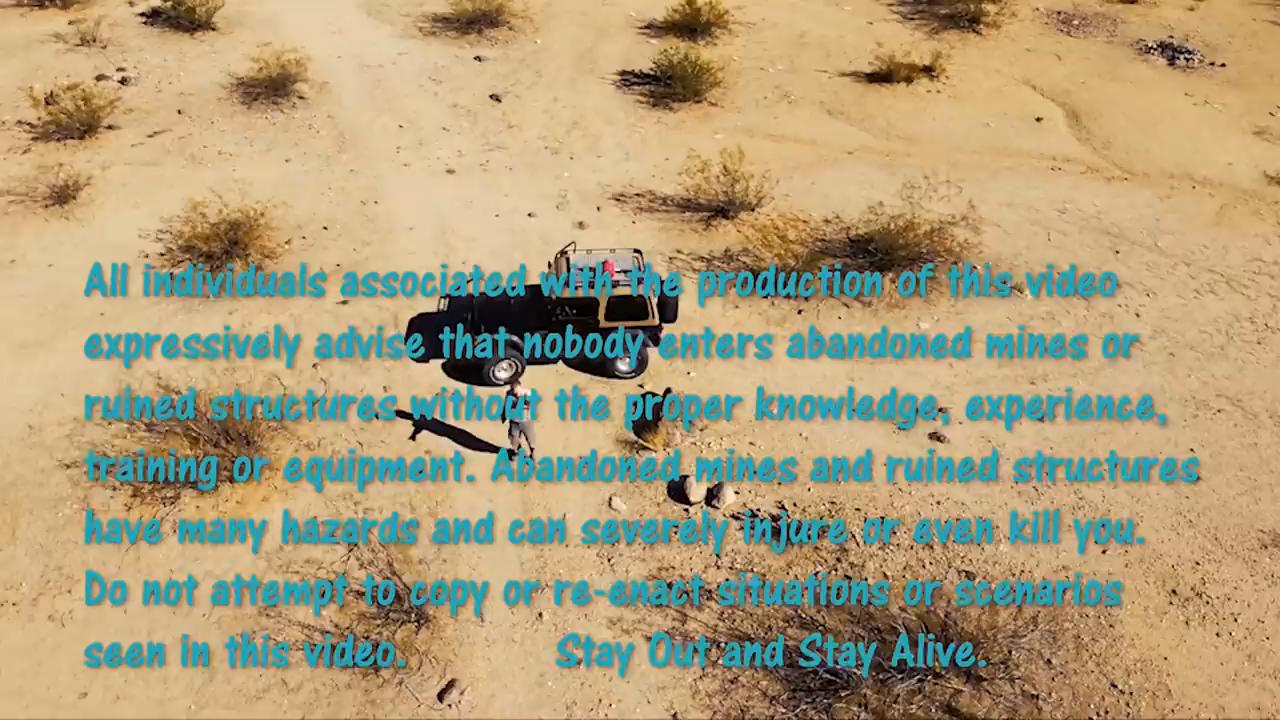 All individuals associated with the production of this video
expressively advise that nobody enters abandoned mines or
ruined structures without the proper knowledge, experience,
training or equipment. Abandoned mines and ruined structures
have many hazards and can severely injure or even kill you.
Do not attempt to copy or re-enact situations or scenarios
seen in this video. Stay Out and Stay Alive.